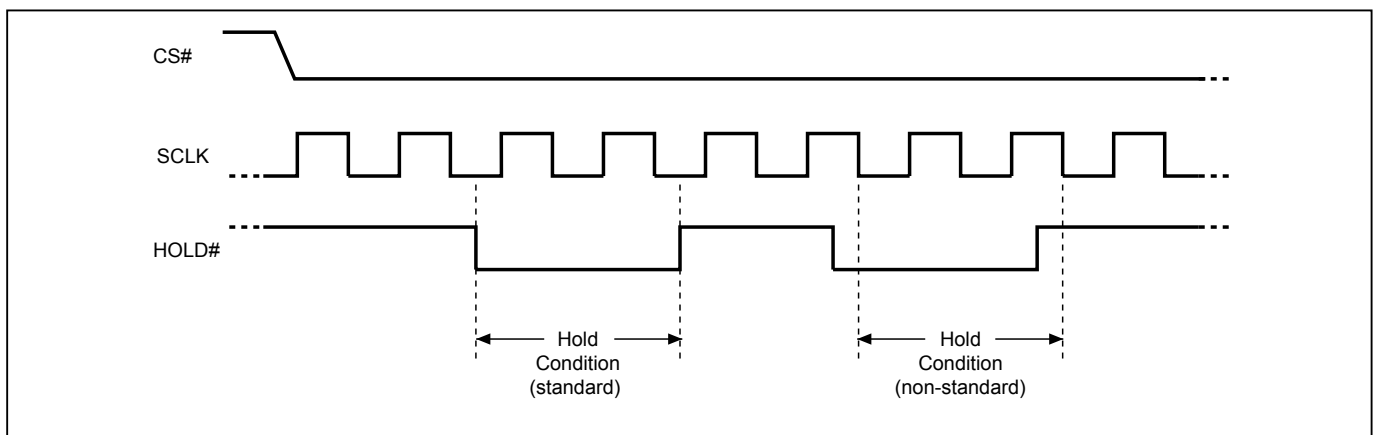 CS#
SCLK
HOLD#
Hold
Condition
(standard)
Hold
Condition
(non-standard)